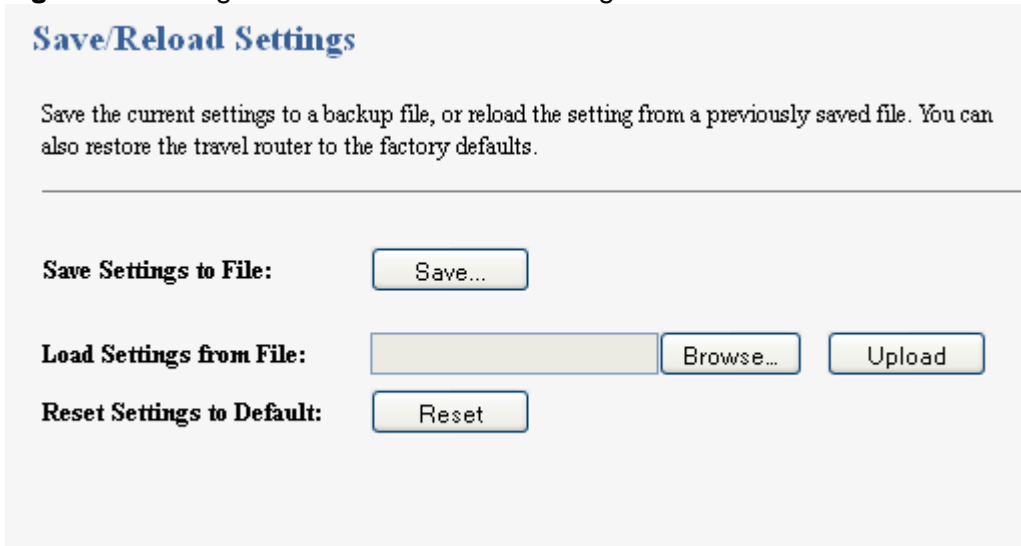 Save/Reload Settings
Save the current settings to a backup file, or reload the setting from a previously saved file. You can
also restore the travel router to the factory defaults.
Save Settings to File: Save...
Load Settings from File: Browse... Upload
Reset Settings to Default: Reset